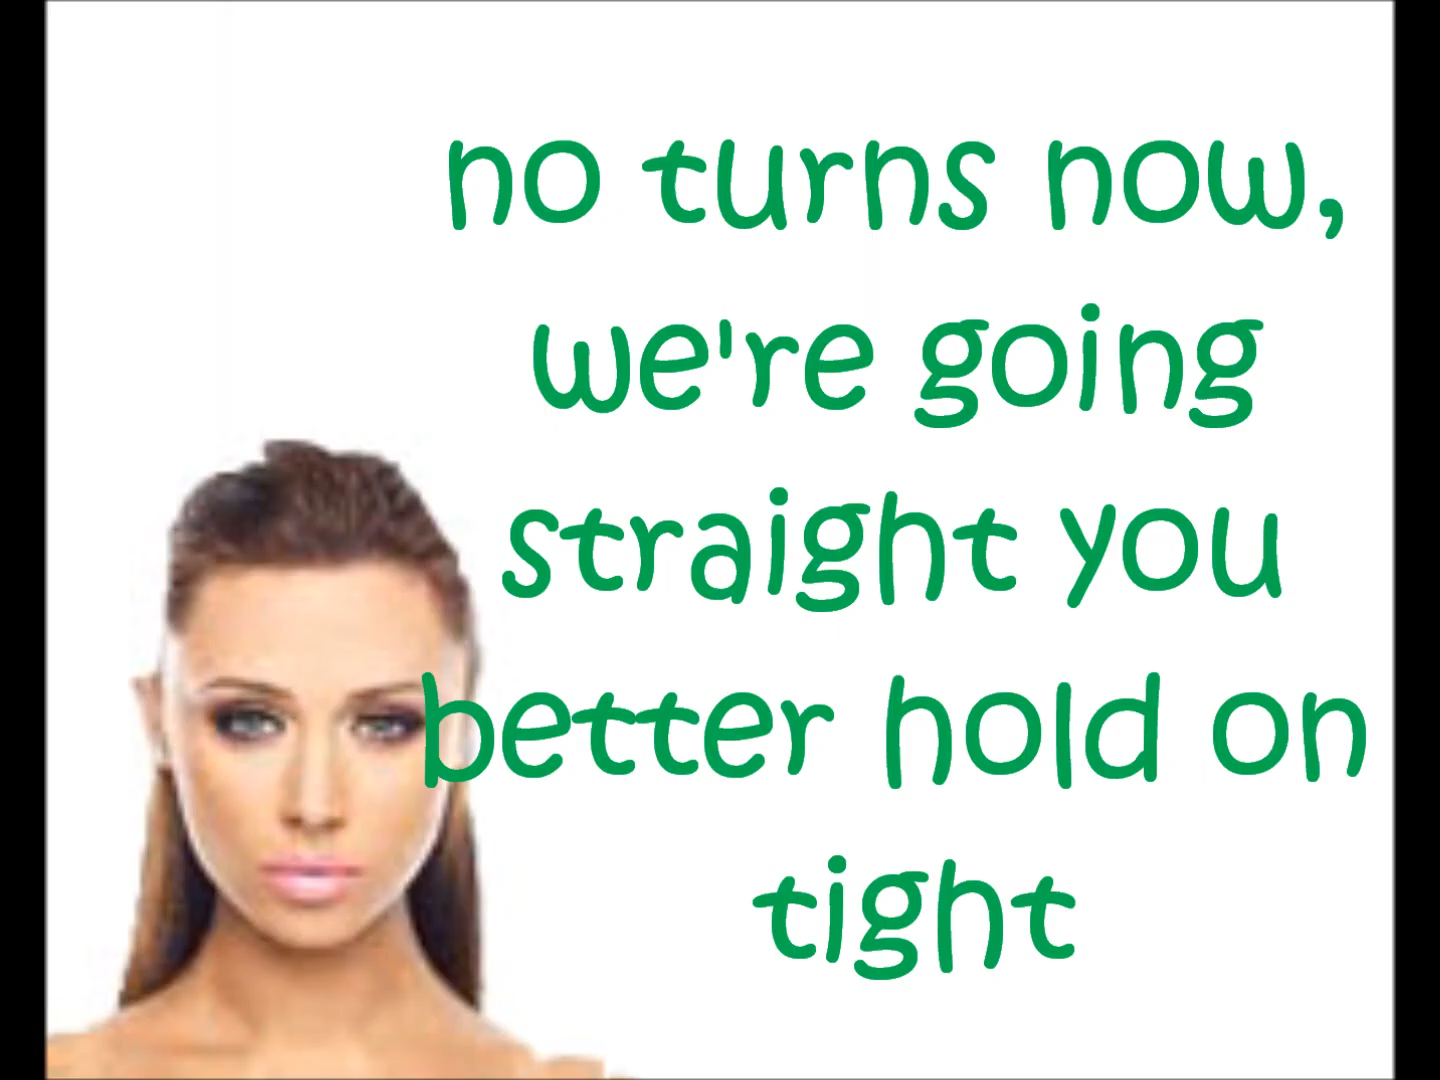 no turns now,
we're going
straight you
better hold on
tight